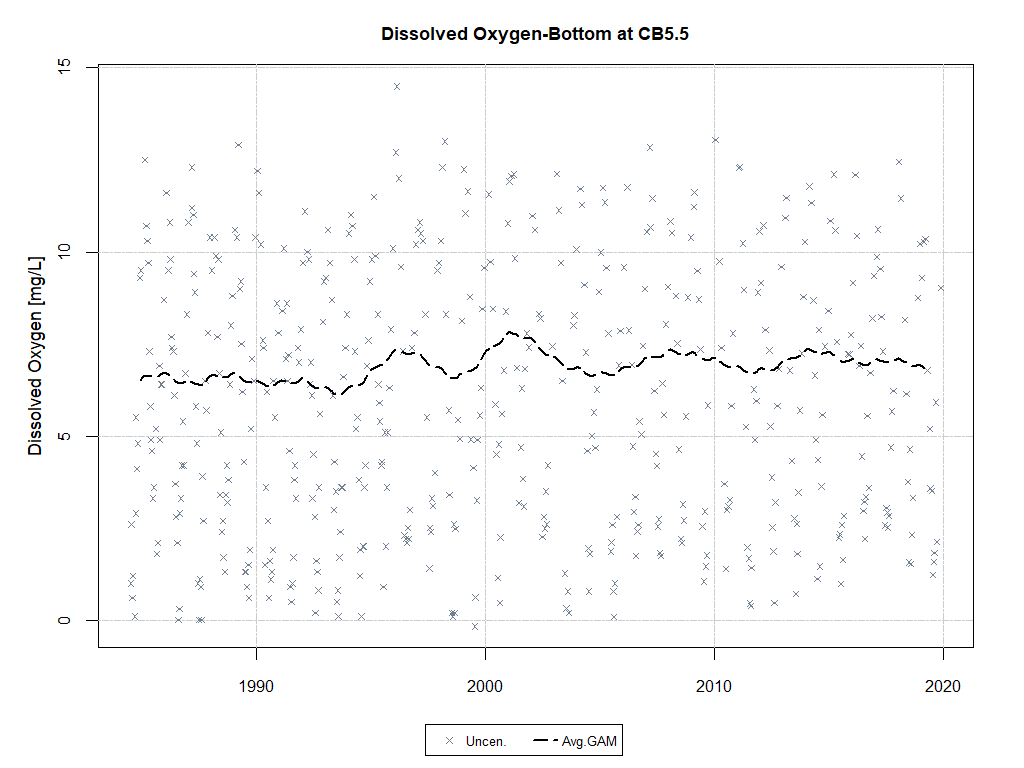 Dissolved Oxygen-Bottom at CB5.5
Dissolved Oxygen [mg/L]
15
10
5
0
1990 2000 2010 2020
Uncen. Avg.GAM